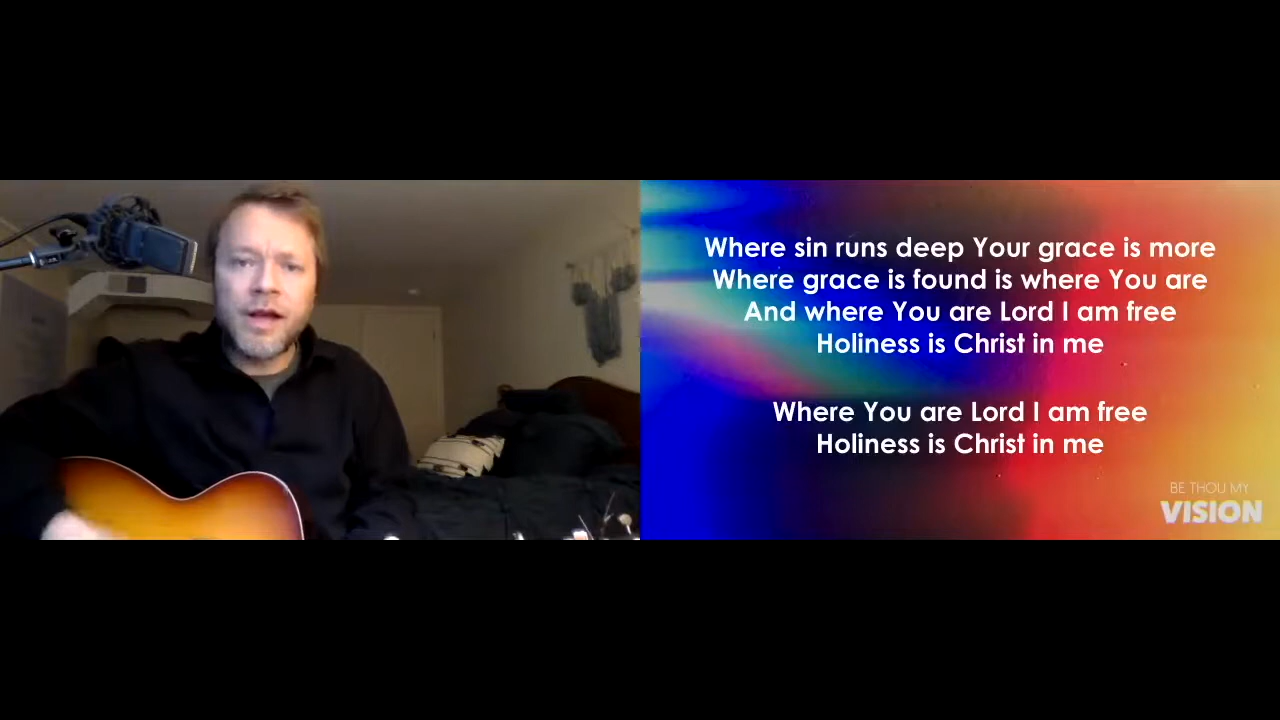 Where sin runs deep Your grace is more
Where grace is found is where You are
And where You are Lord I am free
Holiness is Christ in me
Where You are Lord I am free
Holiness is Christ in me
BE THOU MY
VISION